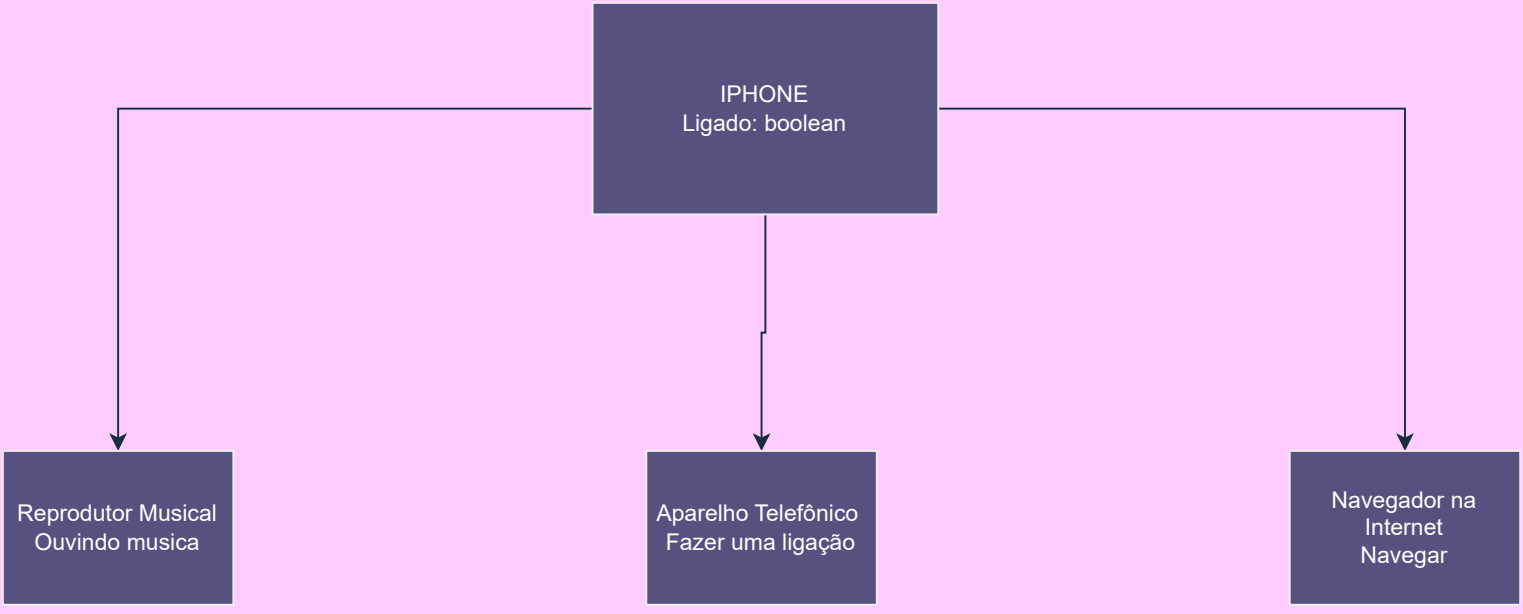 IPHONE
Ligado: boolean
Reprodutor Musical
Ouvindo musica
Aparelho Telefônico
Fazer uma ligação
Navegador na
Internet
Navegar